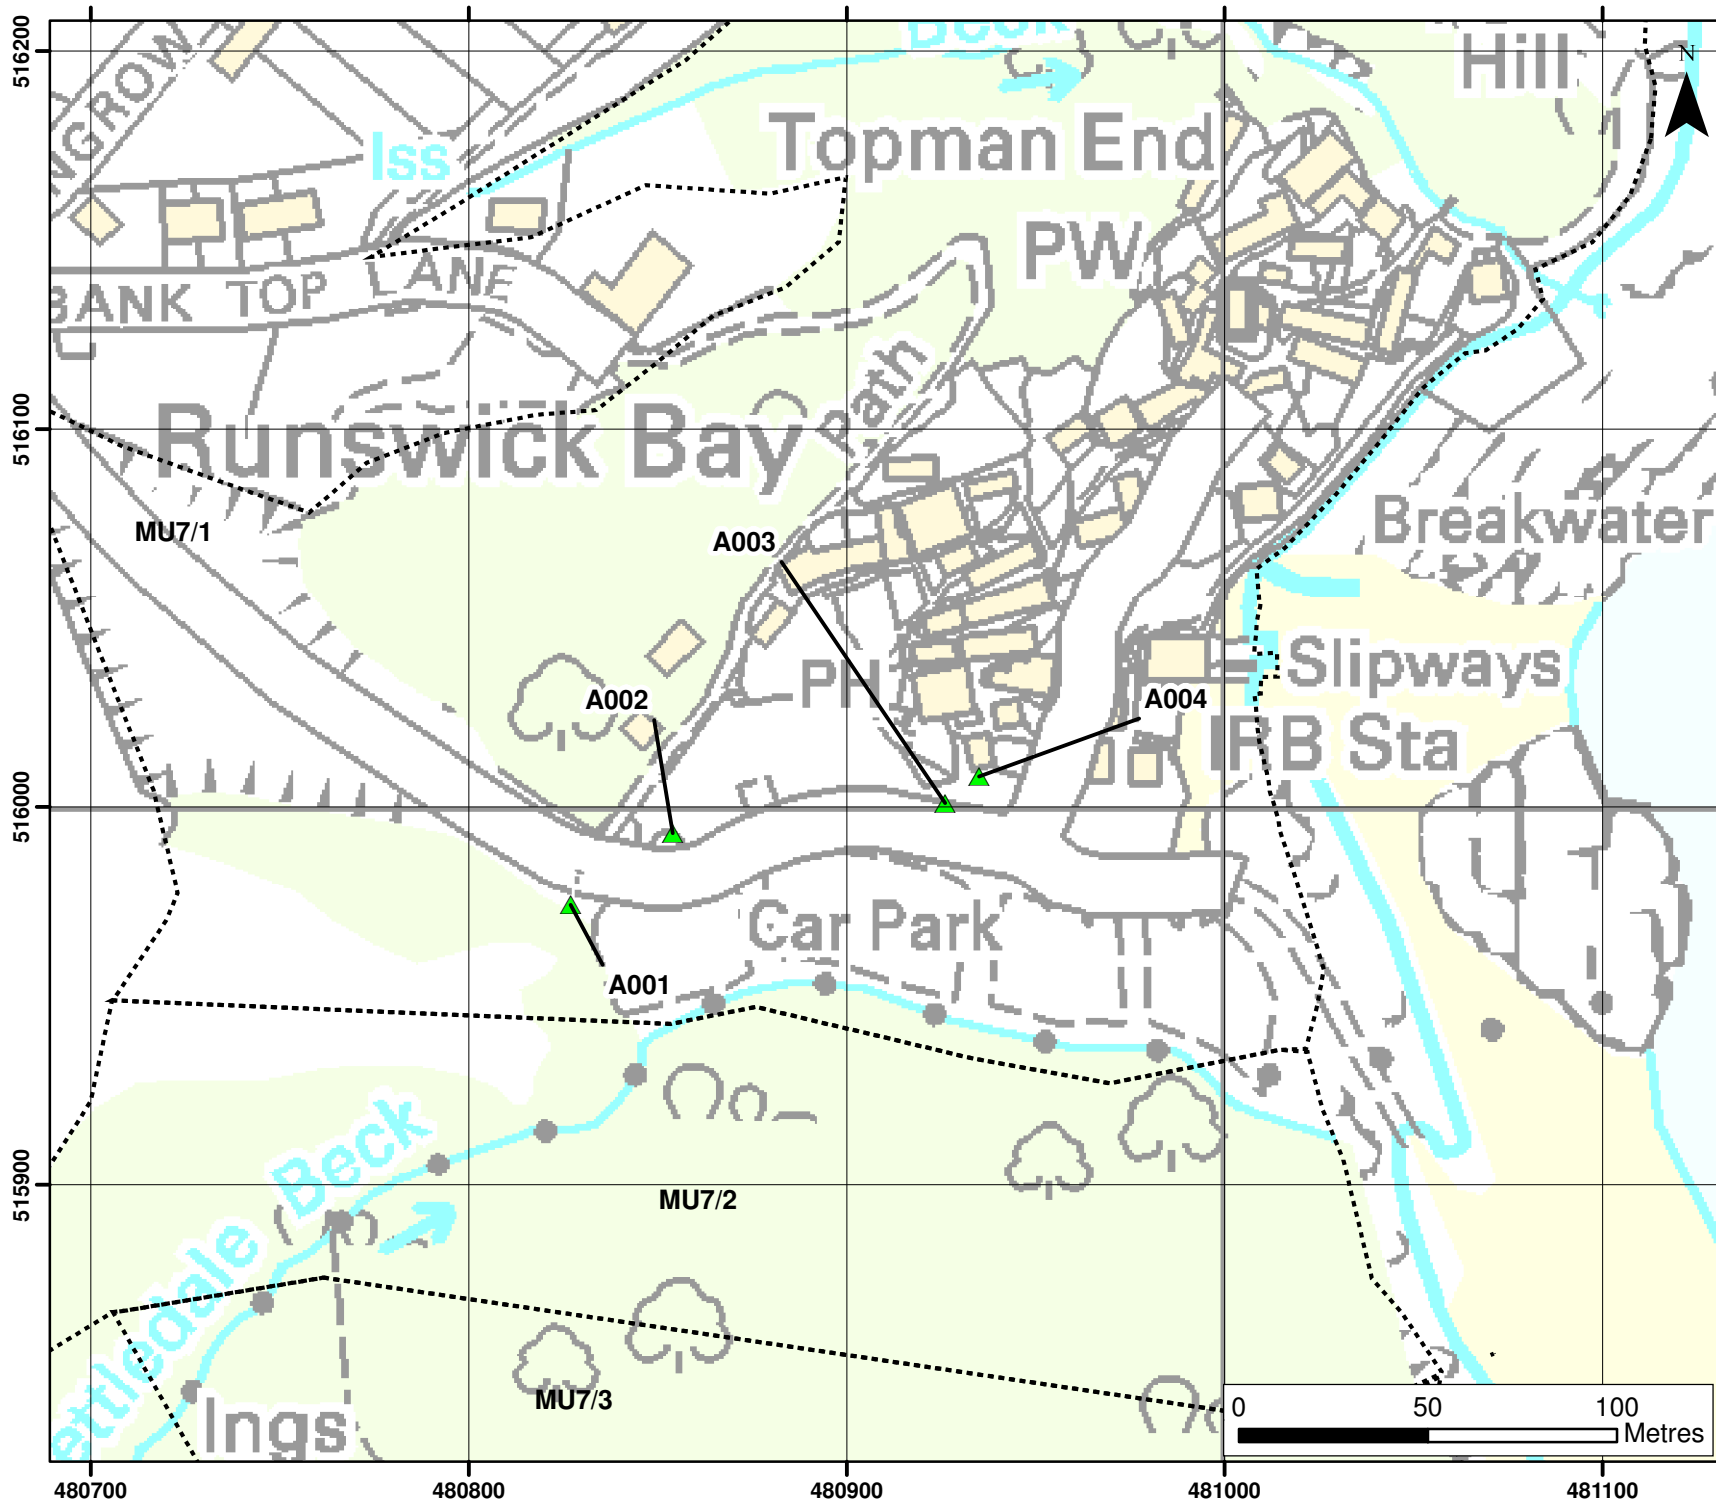 516200
Beck
Hill
N
NGROW
Iss
Topman End
PW
BANK TOP LANE
Path
516100
Runswick Bay
MU7/1
A003
Breakwater
PH
Slipways
A002
A004
IRB Sta
516000
Car Park
A001
Beck
515900
MU7/2
ettledale
MU7/3
Ings
0 50 100
Metres
480700 480800 480900 481000 481100